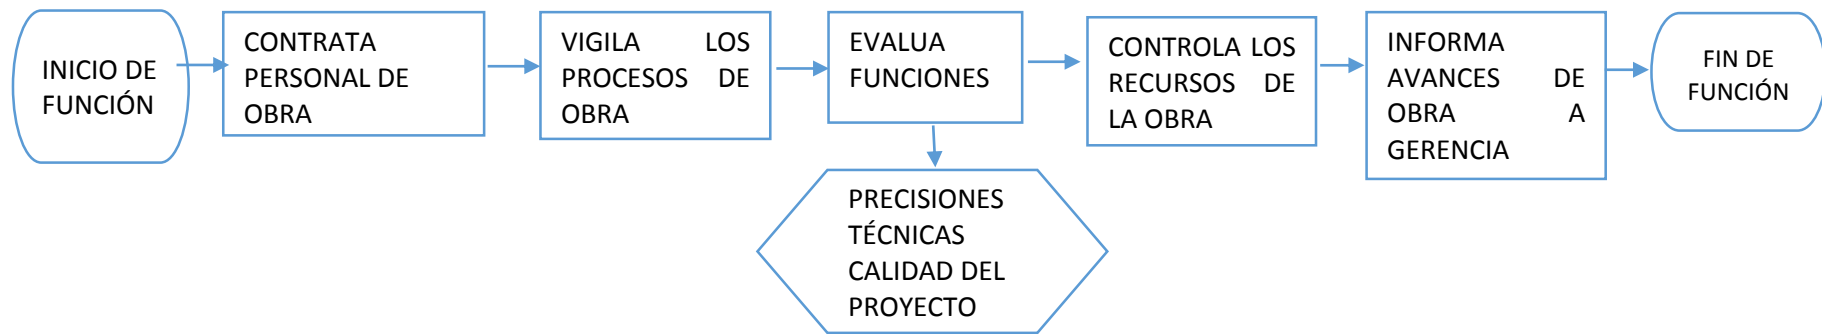 INICIO DE
FUNCIÓN
CONTRATA
PERSONAL DE
OBRA
VIGILA LOS
PROCESOS DE
OBRA
EVALUA
FUNCIONES
CONTROLA LOS
RECURSOS DE
LA OBRA
INFORMA
AVANCES DE
OBRA A
GERENCIA
FIN DE
FUNCIÓN
PRECISIONES
TÉCNICAS
CALIDAD DEL
PROYECTO